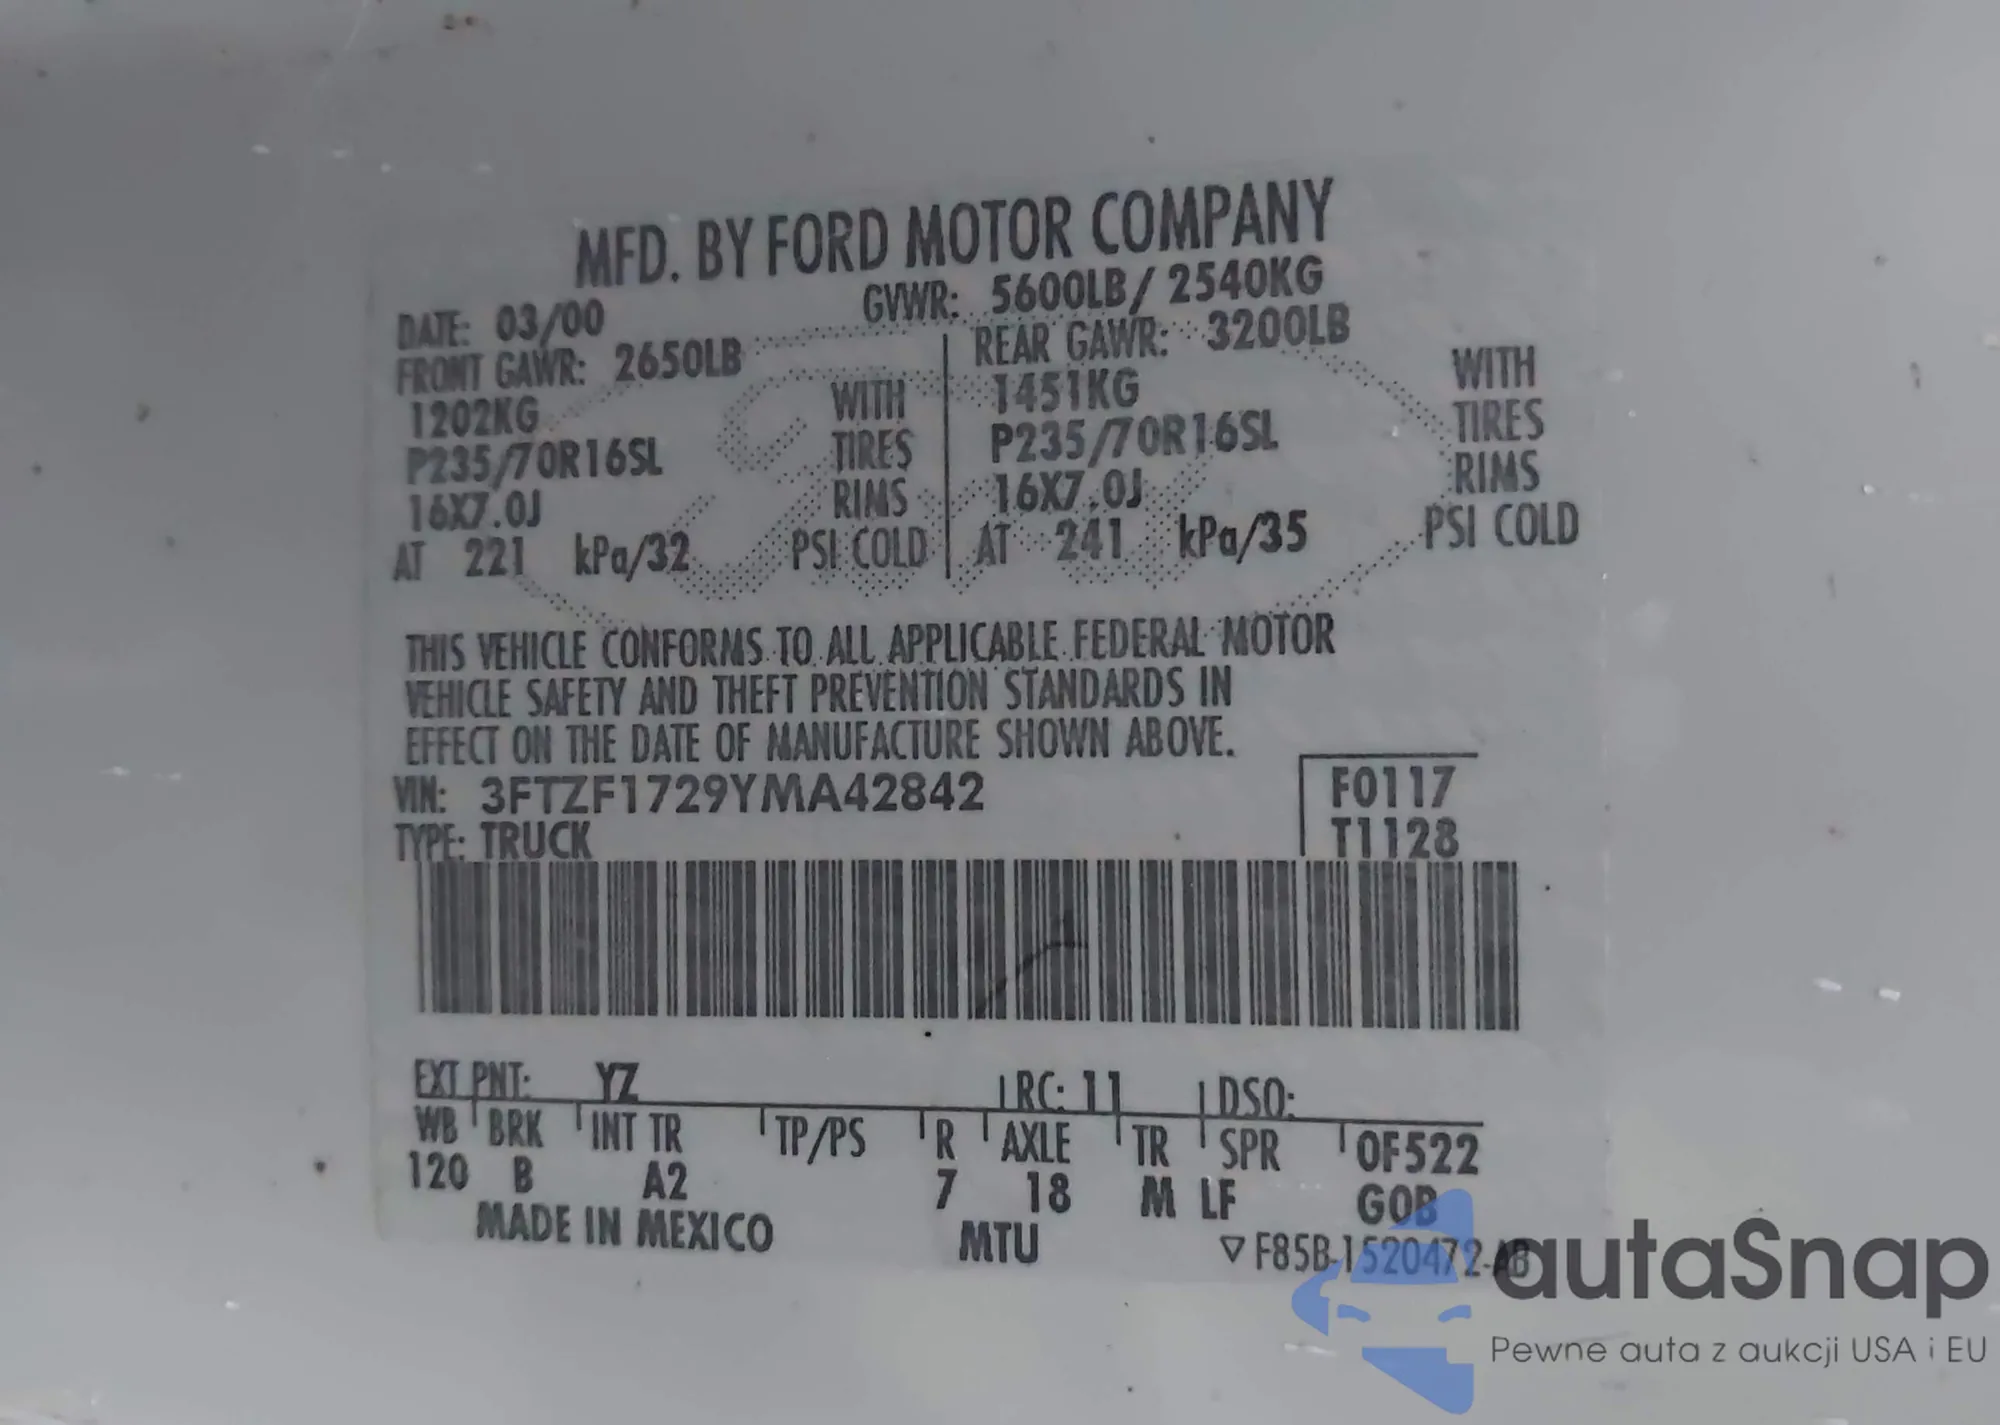 MFD. BY FORD MOTOR COMPANY
DATE: 03/00 GVWR: 5600LB/ 2540KG
FRONT GAWR: 2650LB REAR GAWR: 3200LB
1202KG WITH 1451KG WITH
P235/70R16SL TIRES P235/70R16SL TIRES
16X7.0J RIMS 16X7.0J RIMS
AT 221 kPa/32 PSI COLD AT 241 kPa/35 PSI COLD
THIS VEHICLE CONFORMS TO ALL APPLICABLE FEDERAL MOTOR
VEHICLE SAFETY AND THEFT PREVENTION STANDARDS IN
EFFECT ON THE DATE OF MANUFACTURE SHOWN ABOVE.
VIN: 3FTZF1729YMA42842 F0117
TYPE: TRUCK T1128
EXT PNT: YZ RC: 11 DSO:
WB BRK INT TR TP/PS R AXLE TR SPR OF522
120 B A2 7 18 M LF GOB
MADE IN MEXICO MTU ▽ F85B-1520472-AB
autaSnap
Pewne auta z aukcji USA i EU